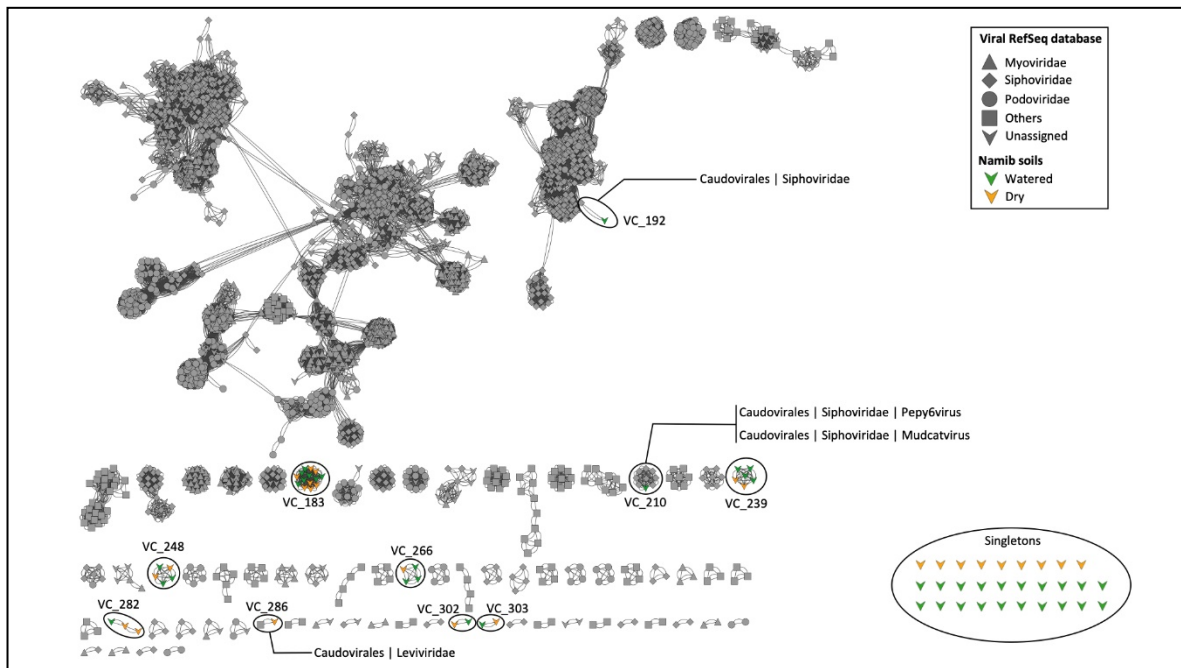 Viral RefSeq database
Myoviridae
Siphoviridae
Podoviridae
Others
Unassigned
Namib soils
Watered
Dry
Caudovirales | Siphoviridae
VC_192
Caudovirales | Siphoviridae | Pepy6virus
Caudovirales | Siphoviridae | Mudcatvirus
VC_183
VC_210
VC_239
VC_248
VC_266
Singletons
VC_282
VC_286
VC_302
VC_303
Caudovirales | Leviviridae